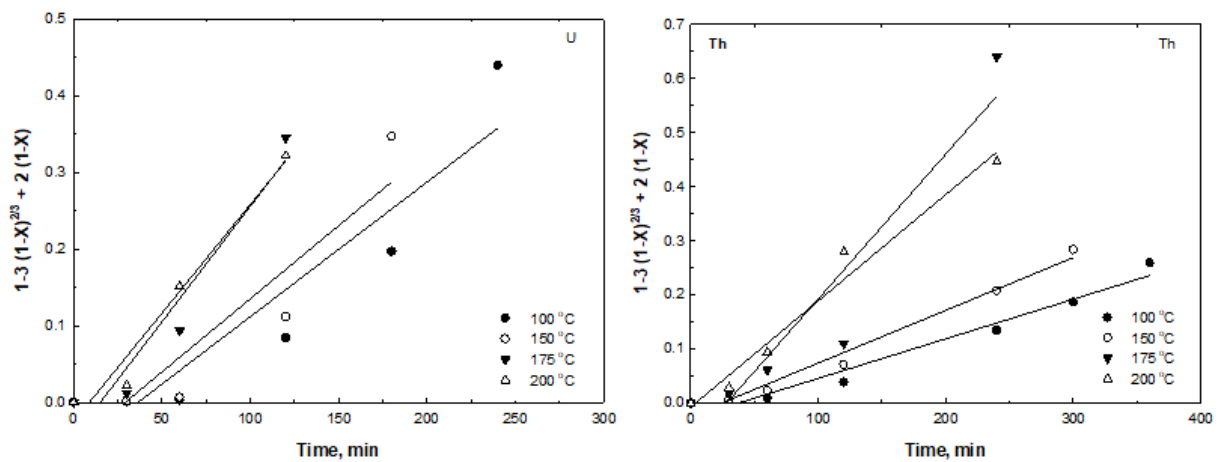 U
1-3 (1-X)2/3 + 2 (1-X)
0.5
0.4
0.3
0.2
0.1
0.0
100 °C
150 °C
175 °C
200 °C
0 50 100 150 200 250 300
Time, min
Th
Th
1-3 (1-X)2/3 + 2 (1-X)
0.7
0.6
0.5
0.4
0.3
0.2
0.1
0.0
100 °C
150 °C
175 °C
200 °C
0 100 200 300 400
Time, min